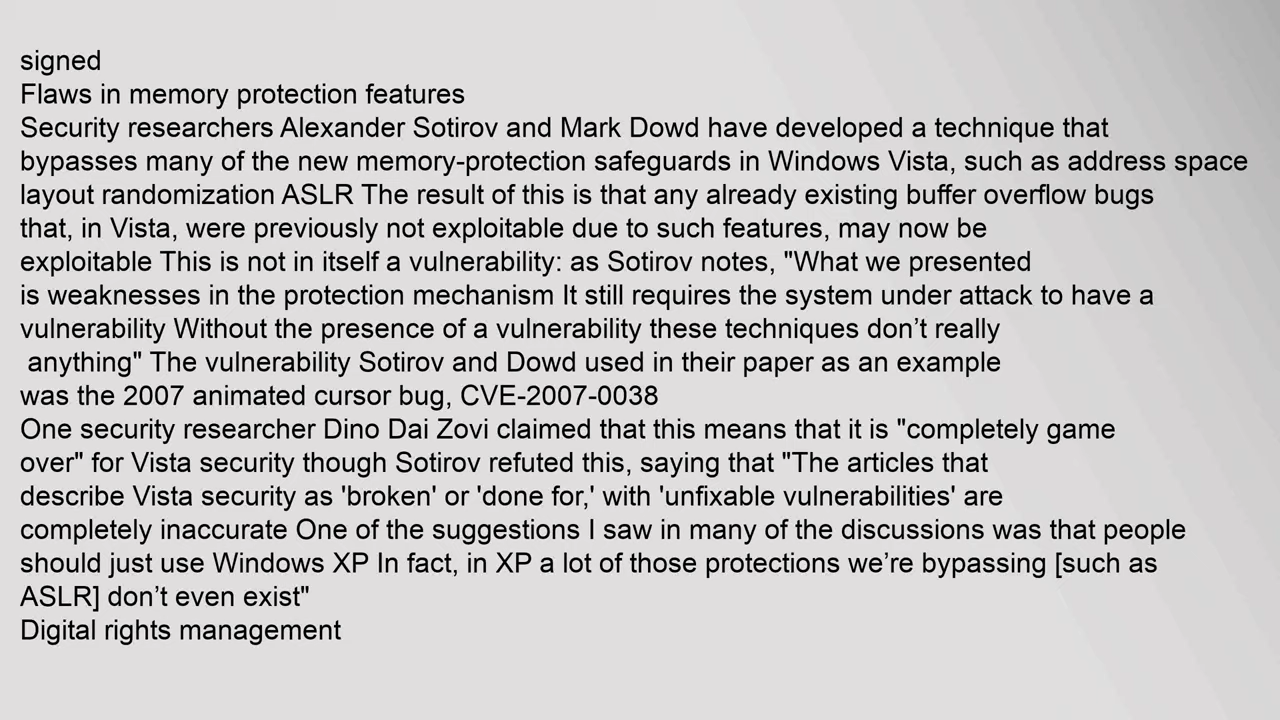 signed
Flaws in memory protection features
Security researchers Alexander Sotirov and Mark Dowd have developed a technique that
bypasses many of the new memory-protection safeguards in Windows Vista, such as address space
layout randomization ASLR The result of this is that any already existing buffer overflow bugs
that, in Vista, were previously not exploitable due to such features, may now be
exploitable This is not in itself a vulnerability: as Sotirov notes, "What we presented
is weaknesses in the protection mechanism It still requires the system under attack to have a
vulnerability Without the presence of a vulnerability these techniques don’t really
anything" The vulnerability Sotirov and Dowd used in their paper as an example
was the 2007 animated cursor bug, CVE-2007-0038
One security researcher Dino Dai Zovi claimed that this means that it is "completely game
over" for Vista security though Sotirov refuted this, saying that "The articles that
describe Vista security as 'broken' or 'done for,' with 'unfixable vulnerabilities' are
completely inaccurate One of the suggestions I saw in many of the discussions was that people
should just use Windows XP In fact, in XP a lot of those protections we’re bypassing [such as
ASLR] don’t even exist"
Digital rights management